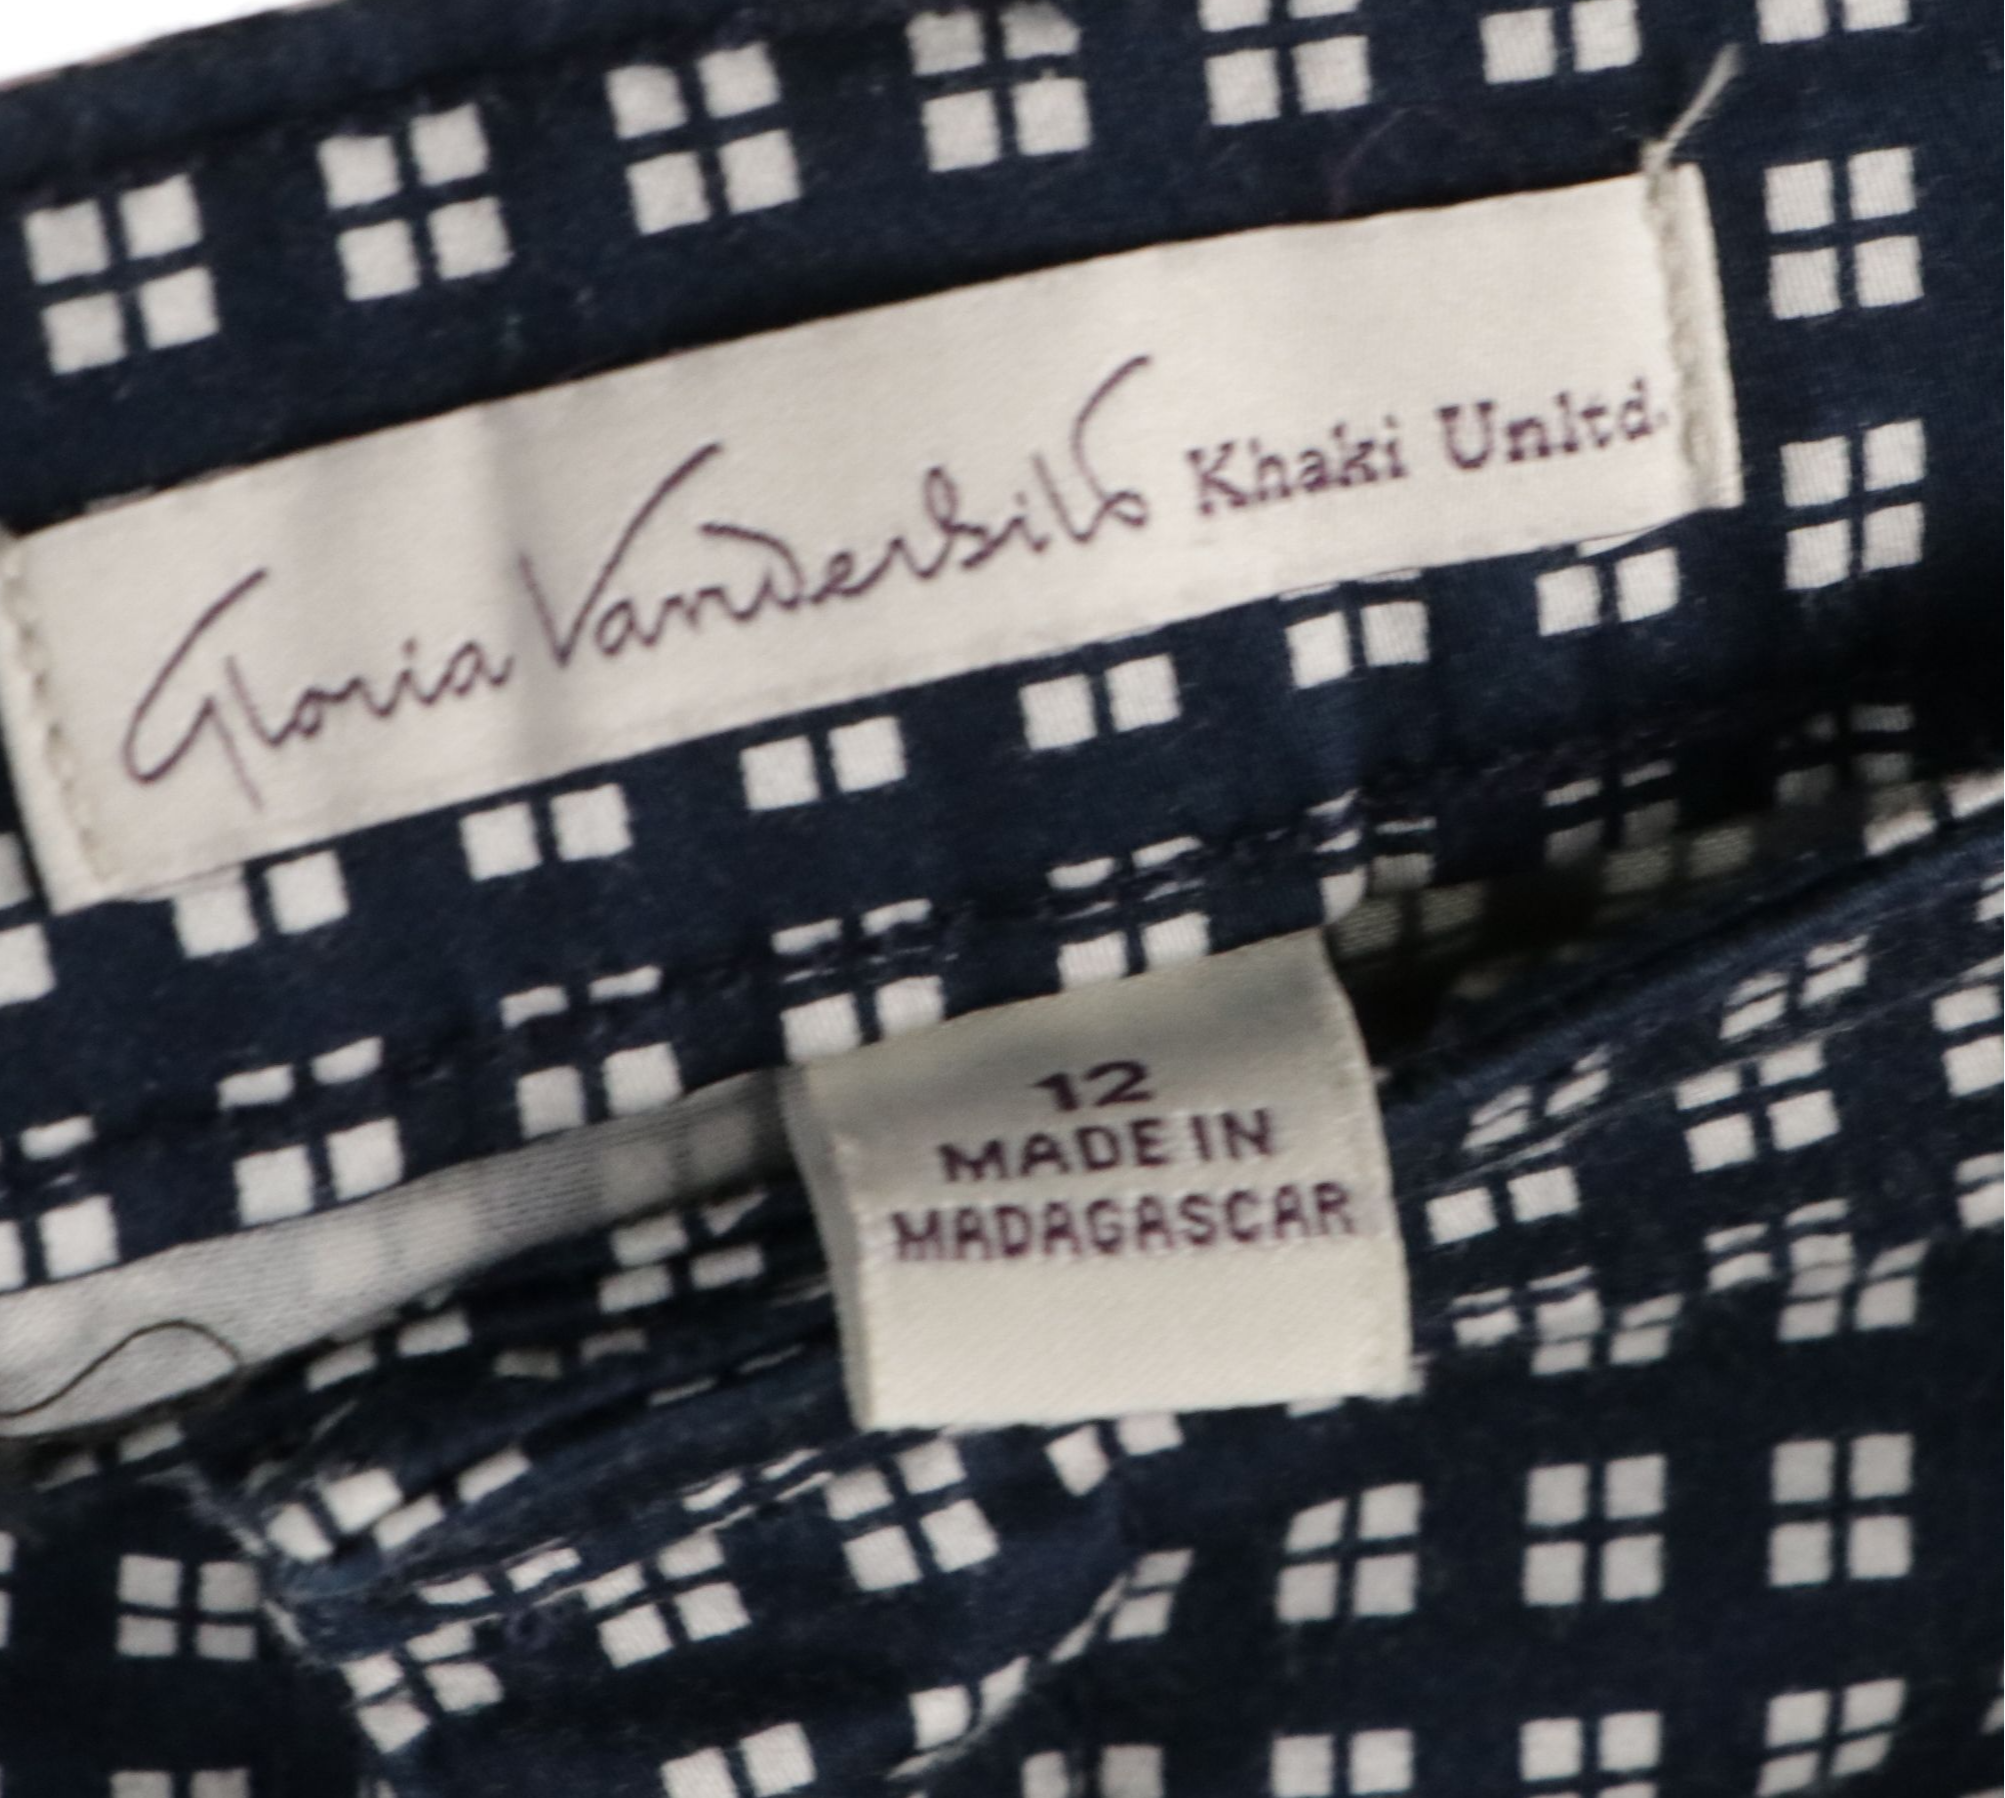 Gloria Vanderbilt Khaki Unltd.
12
MADE IN
MADAGASCAR